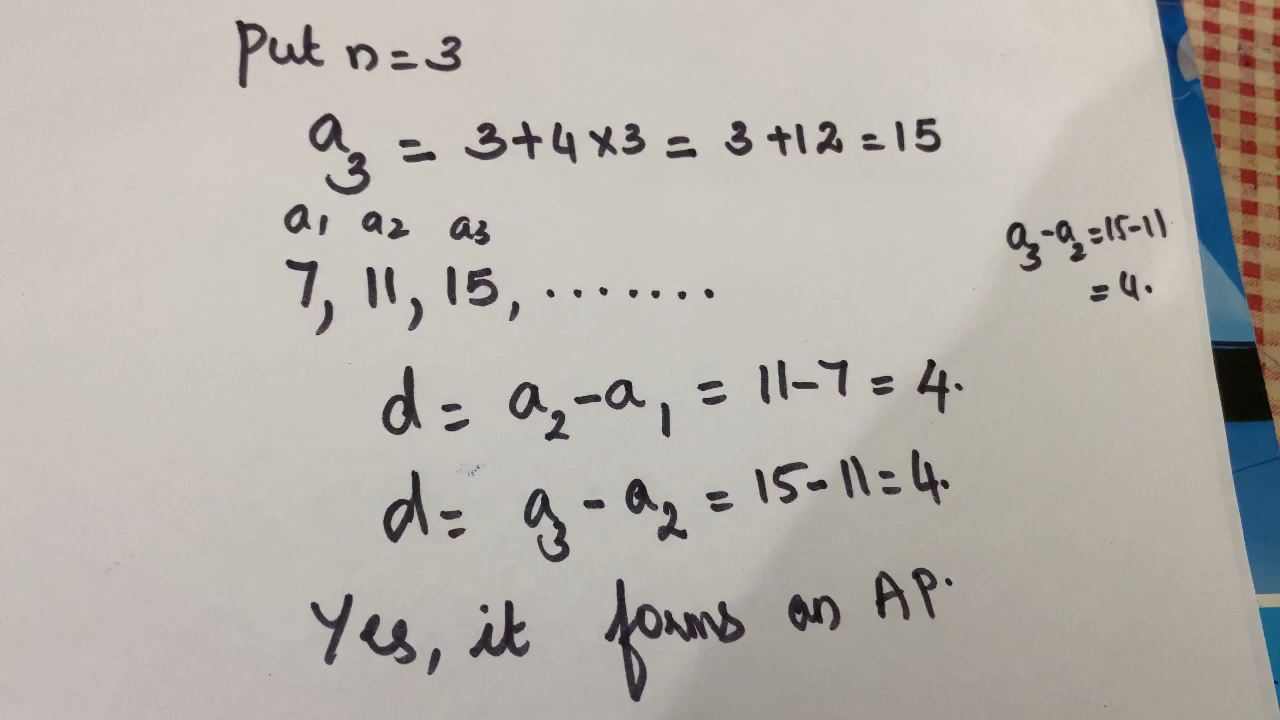 Put n = 3
a3 = 3+4×3 = 3+12 = 15
a1 a2 a3
7, 11, 15, .......
a3-a2 = 15-11
= 4.
d = a2-a1 = 11-7 = 4.
d = a3-a2 = 15-11 = 4.
Yes, it forms an AP.